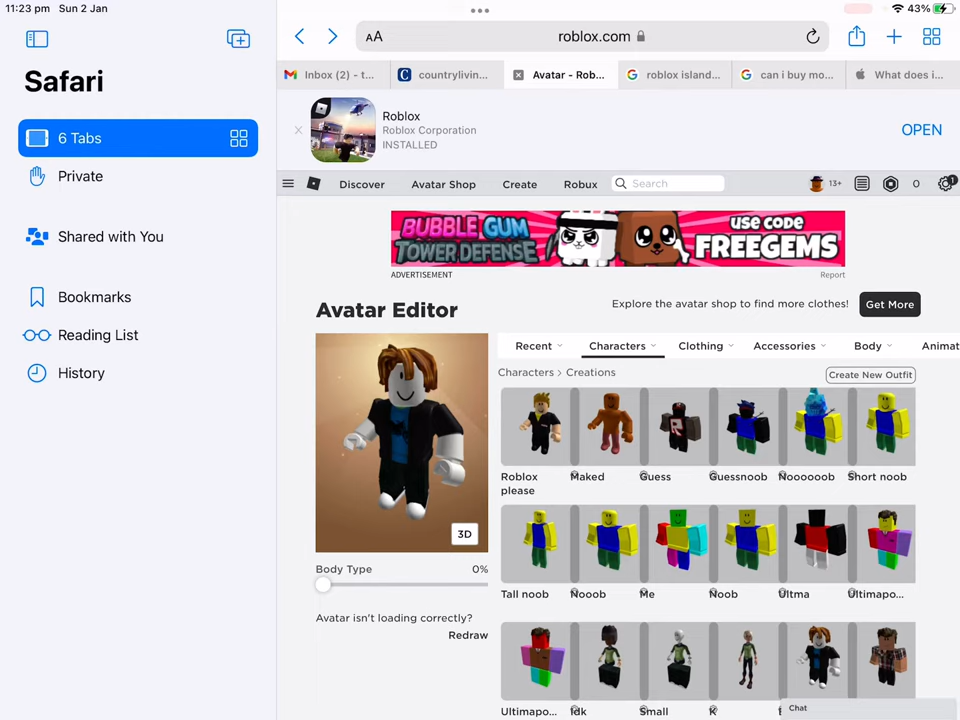 11:23 pm Sun 2 Jan
43%
Safari
6 Tabs
Private
Shared with You
Bookmarks
Reading List
History
AA
roblox.com
Inbox (2) - t...
countrylivin...
Avatar - Rob...
roblox island...
can i buy mo...
What does i...
Roblox
Roblox Corporation
INSTALLED
OPEN
Discover
Avatar Shop
Create
Robux
Search
13+
0
1
BUBBLE GUM
TOWER DEFENSE
USE CODE
FREEGEMS
ADVERTISEMENT
Report
Avatar Editor
Explore the avatar shop to find more clothes!
Get More
Recent
Characters
Clothing
Accessories
Body
Animat
Characters > Creations
Create New Outfit
3D
Body Type
0%
Avatar isn't loading correctly?
Redraw
Roblox
please
Maked
Guess
Guessnoob
Noooooob
Short noob
Tall noob
Nooob
Me
Noob
Ultma
Ultimapo...
Ultimapo...
Idk
Small
K
Chat